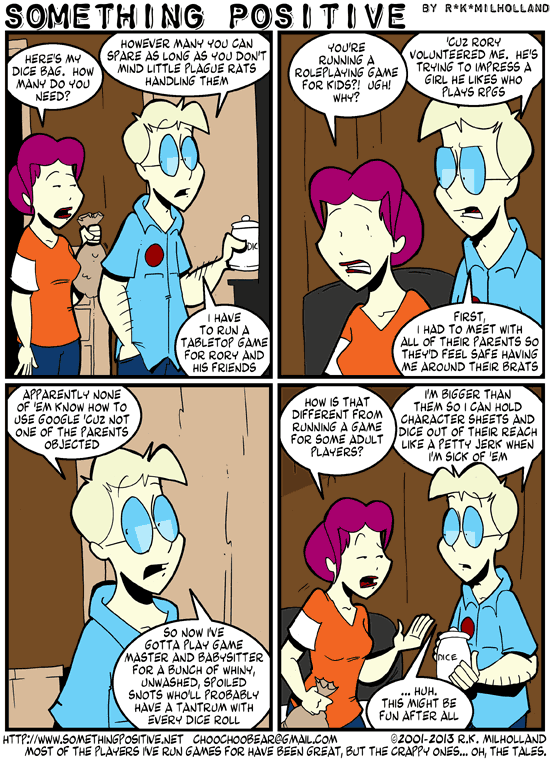 SOMETHING POSITIVE BY R*K*MILHOLLAND
HERE'S MY
DICE BAG. HOW
MANY DO YOU
NEED?
HOWEVER MANY YOU CAN
SPARE AS LONG AS YOU DON'T
MIND LITTLE PLAGUE RATS
HANDLING THEM
DIC
I HAVE
TO RUN A
TABLETOP GAME
FOR RORY AND
HIS FRIENDS
YOU'RE
RUNNING A
ROLEPLAYING GAME
FOR KIDS?! UGH!
WHY?
'CUZ RORY
VOLUNTEERED ME. HE'S
TRYING TO IMPRESS A
GIRL HE LIKES WHO
PLAYS RPGS
FIRST,
I HAD TO MEET WITH
ALL OF THEIR PARENTS SO
THEY'D FEEL SAFE HAVING
ME AROUND THEIR BRATS
APPARENTLY NONE
OF 'EM KNOW HOW TO
USE GOOGLE 'CUZ NOT
ONE OF THE PARENTS
OBJECTED
SO NOW I'VE
GOTTA PLAY GAME
MASTER AND BABYSITTER
FOR A BUNCH OF WHINY,
UNWASHED, SPOILED
SNOTS WHO'LL PROBABLY
HAVE A TANTRUM WITH
EVERY DICE ROLL
HOW IS THAT
DIFFERENT FROM
RUNNING A GAME
FOR SOME ADULT
PLAYERS?
I'M BIGGER THAN
THEM SO I CAN HOLD
CHARACTER SHEETS AND
DICE OUT OF THEIR REACH
LIKE A PETTY JERK WHEN
I'M SICK OF 'EM
DICE
... HUH.
THIS MIGHT BE
FUN AFTER ALL
HTTP://WWW.SOMETHINGPOSITIVE.NET CHOOCHOOBEAR@GMAIL.COM ©2001-2013 R.K. MILHOLLAND
MOST OF THE PLAYERS I'VE RUN GAMES FOR HAVE BEEN GREAT, BUT THE CRAPPY ONES... OH, THE TALES.